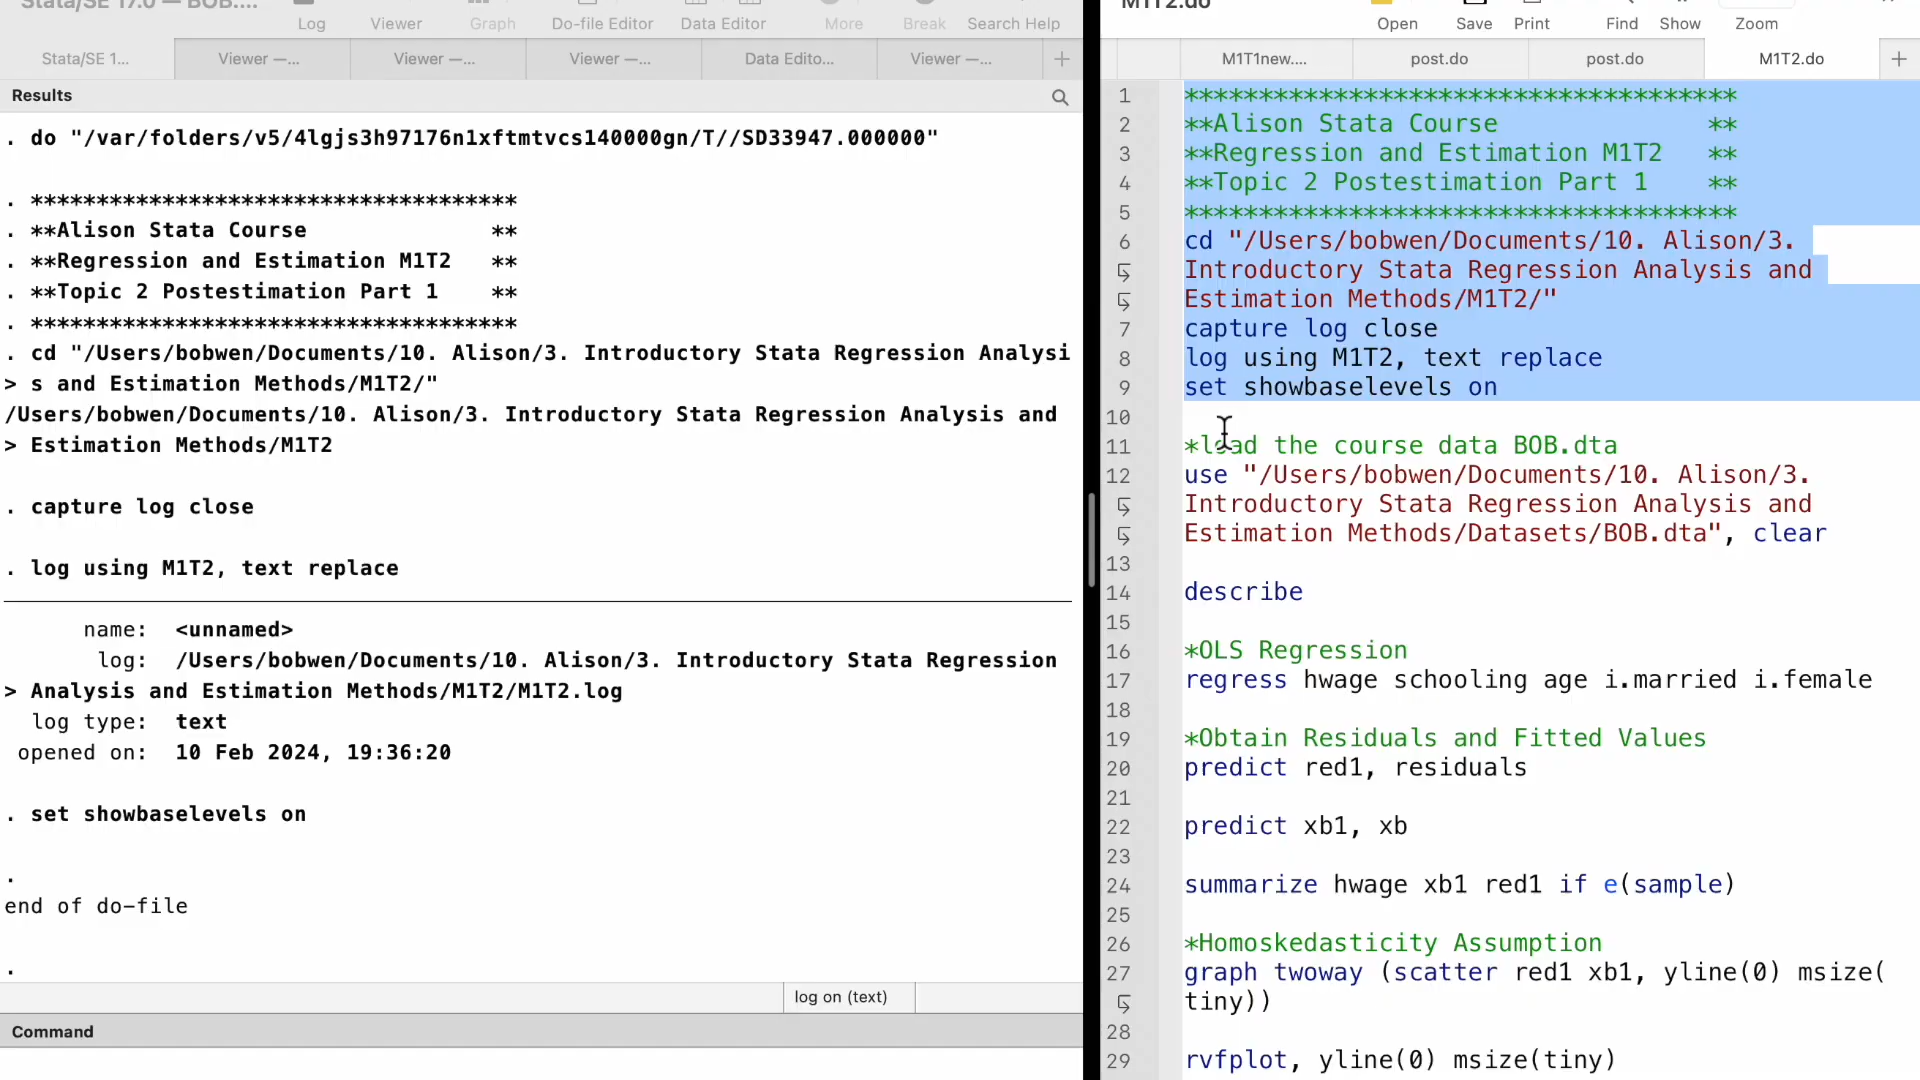 Stata/SE 17.0 — BOB....
Log Viewer Graph Do-file Editor Data Editor More Break Search Help
Stata/SE 1... Viewer —... Viewer —... Viewer —... Data Edito... Viewer —... +
Results
. do "/var/folders/v5/4lgjs3h97176n1xftmtvcs140000gn/T//SD33947.000000"
. *************************************
. **Alison Stata Course              **
. **Regression and Estimation M1T2   **
. **Topic 2 Postestimation Part 1    **
. *************************************
. cd "/Users/bobwen/Documents/10. Alison/3. Introductory Stata Regression Analysi
> s and Estimation Methods/M1T2/"
/Users/bobwen/Documents/10. Alison/3. Introductory Stata Regression Analysis and
> Estimation Methods/M1T2
. capture log close
. log using M1T2, text replace
name:  <unnamed>
log:  /Users/bobwen/Documents/10. Alison/3. Introductory Stata Regression
> Analysis and Estimation Methods/M1T2/M1T2.log
log type:  text
opened on:  10 Feb 2024, 19:36:20
. set showbaselevels on
.
end of do-file
.
log on (text)
Command
M1T2.do
Open Save Print Find Show Zoom
M1T1new.... post.do post.do M1T2.do +
1 *************************************
2 **Alison Stata Course              **
3 **Regression and Estimation M1T2   **
4 **Topic 2 Postestimation Part 1    **
5 *************************************
6 cd "/Users/bobwen/Documents/10. Alison/3.
Introductory Stata Regression Analysis and
Estimation Methods/M1T2/"
7 capture log close
8 log using M1T2, text replace
9 set showbaselevels on
10
11 *load the course data BOB.dta
12 use "/Users/bobwen/Documents/10. Alison/3.
Introductory Stata Regression Analysis and
Estimation Methods/Datasets/BOB.dta", clear
13
14 describe
15
16 *OLS Regression
17 regress hwage schooling age i.married i.female
18
19 *Obtain Residuals and Fitted Values
20 predict red1, residuals
21
22 predict xb1, xb
23
24 summarize hwage xb1 red1 if e(sample)
25
26 *Homoskedasticity Assumption
27 graph twoway (scatter red1 xb1, yline(0) msize(
tiny))
28
29 rvfplot, yline(0) msize(tiny)